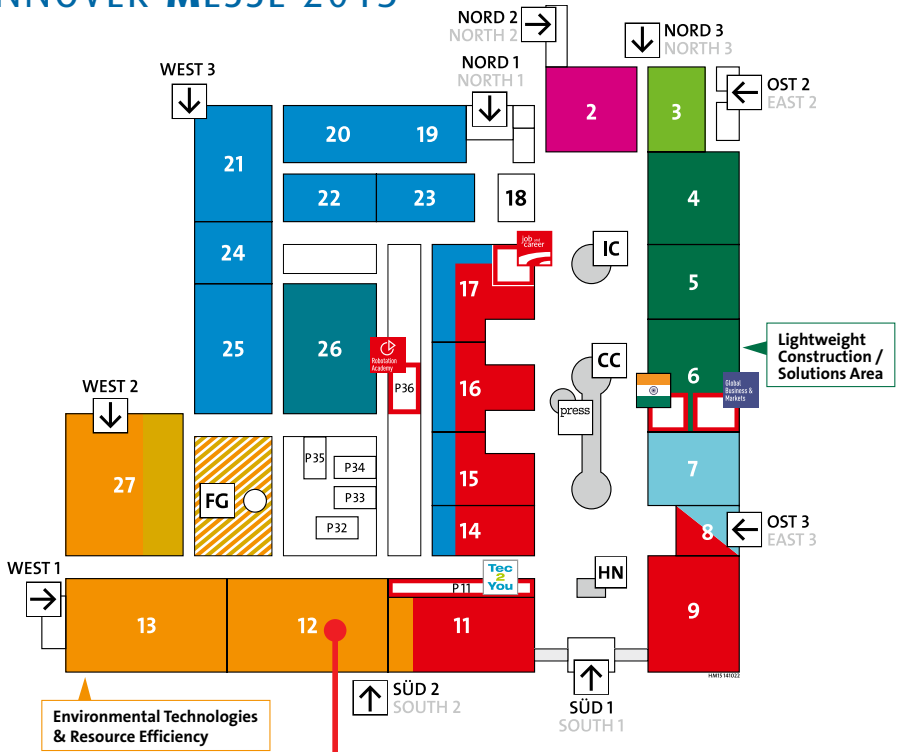 NNOVER MESSE 2015
NORD 2
NORTH 2
NORD 3
NORTH 3
WEST 3
NORD 1
NORTH 1
OST 2
EAST 2
2
3
20
19
21
22
23
18
4
24
job and
career
IC
17
5
25
26
Robotation
Academy
P36
16
CC
press
6
Global
Business &
Markets
Lightweight
Construction /
Solutions Area
WEST 2
27
FG
P35
P34
P33
P32
15
14
7
8
OST 3
EAST 3
WEST 1
Tec
2
You
P11
HN
13
12
11
9
HM15 141022
SÜD 2
SOUTH 2
SÜD 1
SOUTH 1
Environmental Technologies
& Resource Efficiency